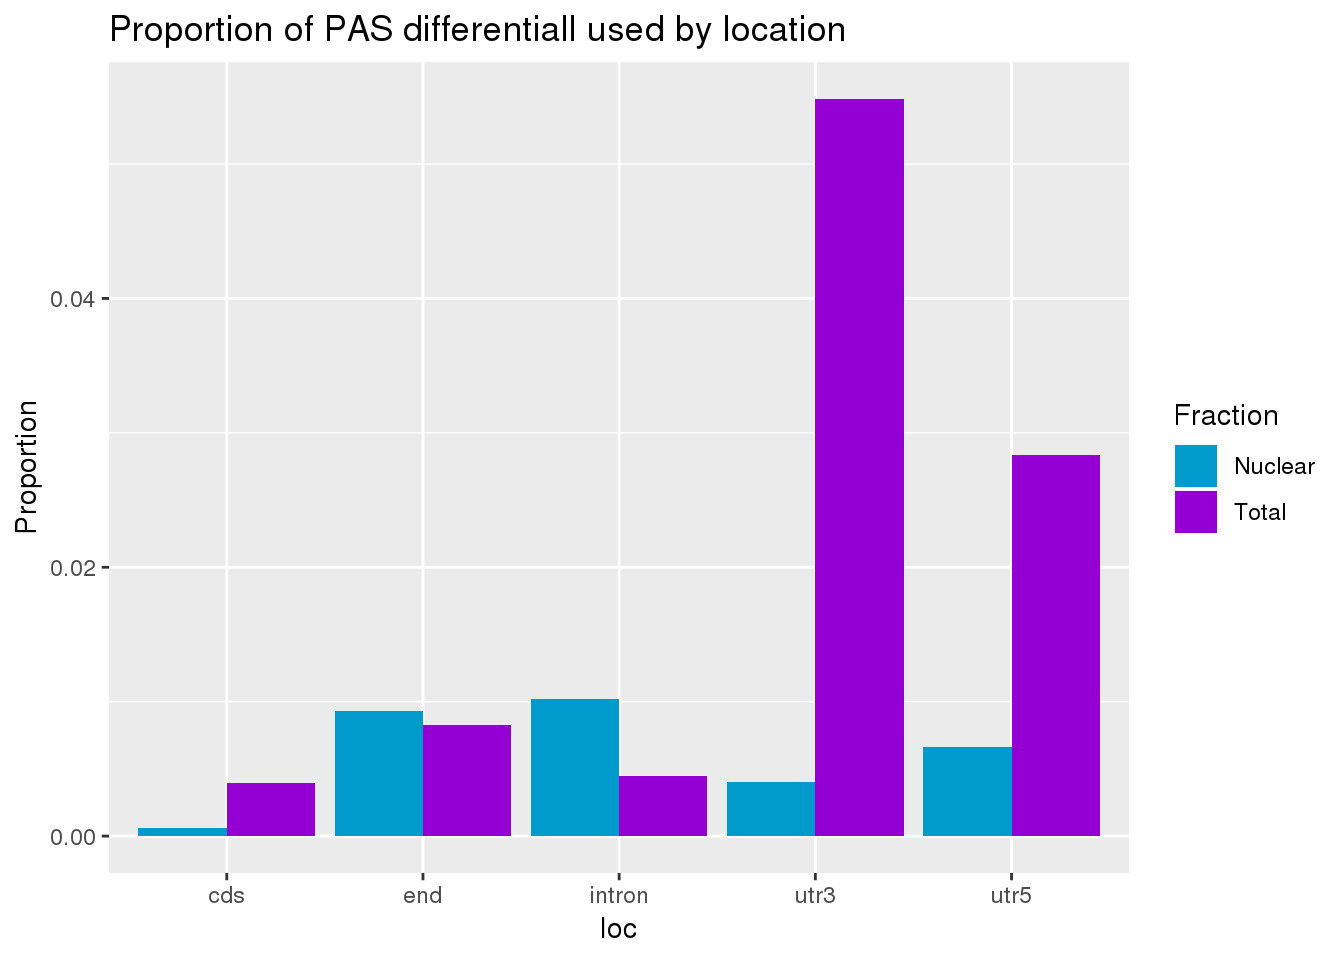 Proportion of PAS differentiall used by location
0.04
0.02
0.00
Proportion
cds end intron utr3 utr5
loc
Fraction
Nuclear
Total